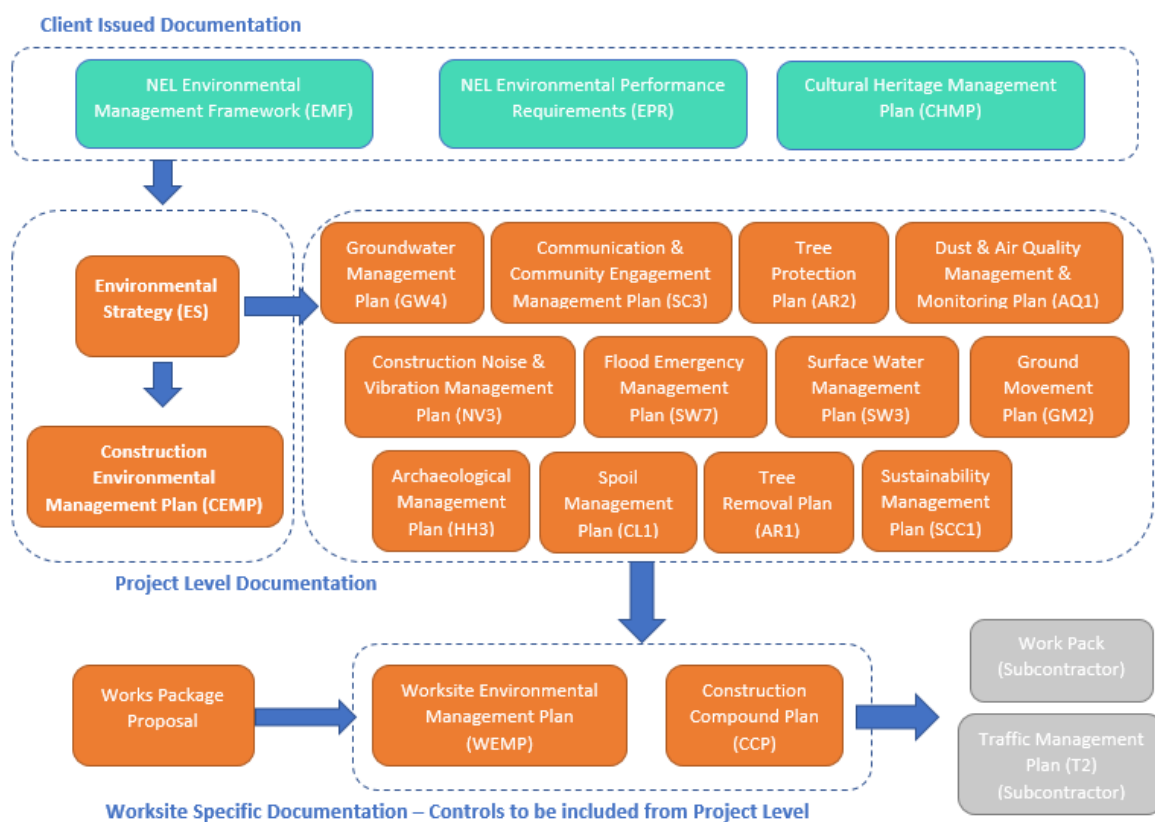 Client Issued Documentation
NEL Environmental
Management Framework (EMF)
NEL Environmental Performance
Requirements (EPR)
Cultural Heritage Management
Plan (CHMP)
Environmental
Strategy (ES)
Construction
Environmental
Management Plan (CEMP)
Groundwater
Management
Plan (GW4)
Communication &
Community Engagement
Management Plan (SC3)
Tree
Protection
Plan (AR2)
Dust & Air Quality
Management &
Monitoring Plan (AQ1)
Construction Noise &
Vibration Management
Plan (NV3)
Flood Emergency
Management
Plan (SW7)
Surface Water
Management
Plan (SW3)
Ground
Movement
Plan (GM2)
Archaeological
Management
Plan (HH3)
Spoil
Management
Plan (CL1)
Tree
Removal Plan
(AR1)
Sustainability
Management
Plan (SCC1)
Project Level Documentation
Works Package
Proposal
Worksite Environmental
Management Plan
(WEMP)
Construction
Compound Plan
(CCP)
Work Pack
(Subcontractor)
Traffic Management
Plan (T2)
(Subcontractor)
Worksite Specific Documentation – Controls to be included from Project Level